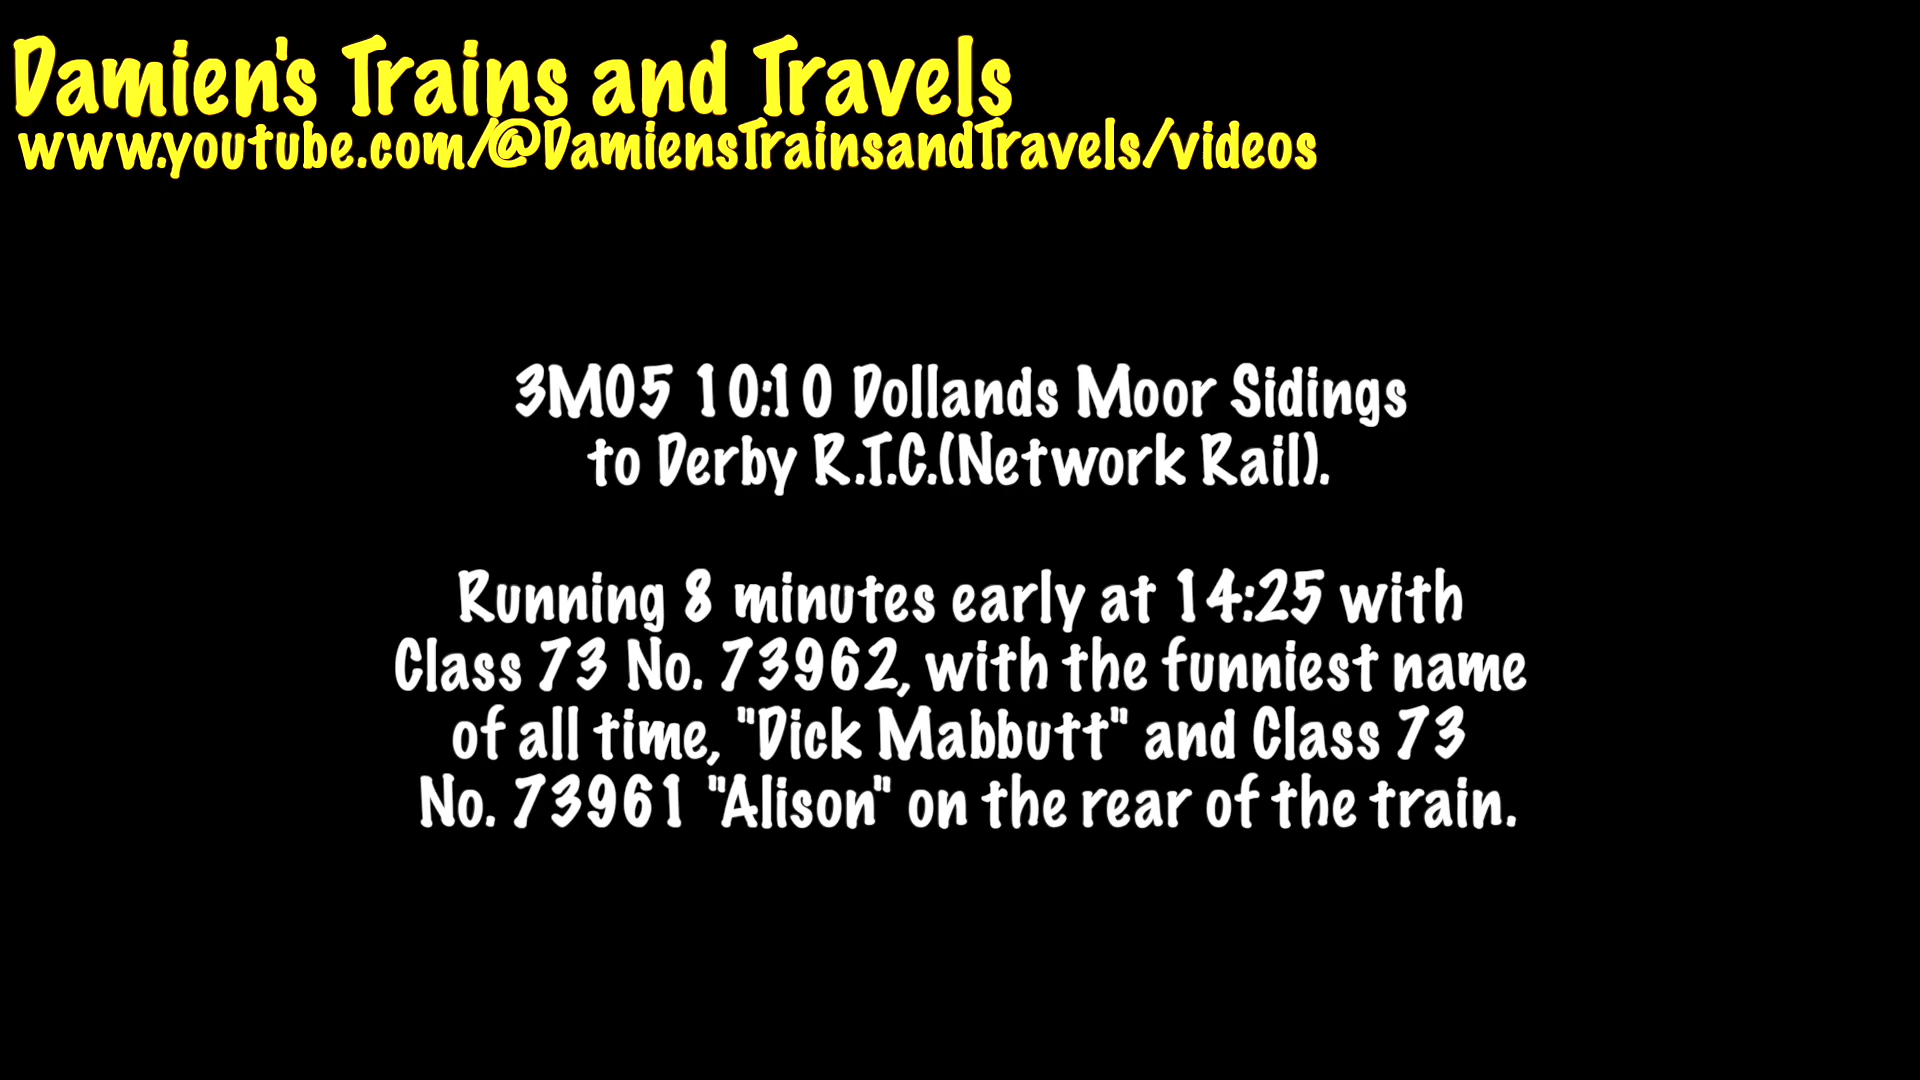 Damien's Trains and Travels
www.youtube.com/@DamiensTrainsandTravels/videos
3M05 10:10 Dollands Moor Sidings
to Derby R.T.C.(Network Rail).
Running 8 minutes early at 14:25 with
Class 73 No. 73962, with the funniest name
of all time, "Dick Mabbutt" and Class 73
No. 73961 "Alison" on the rear of the train.